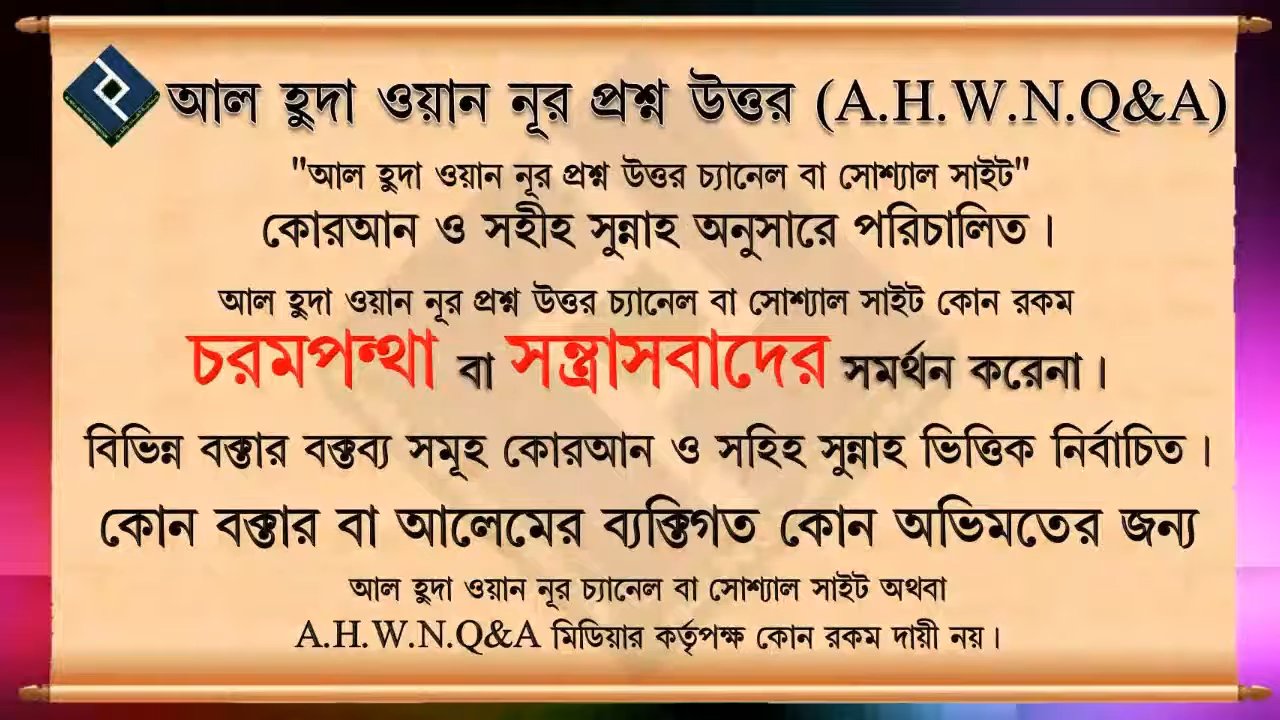 আল হুদা ওয়ান নূর প্রশ্ন উত্তর (A.H.W.N.Q&A)
"আল হুদা ওয়ান নূর প্রশ্ন উত্তর চ্যানেল বা সোশ্যাল সাইট"
কোরআন ও সহীহ সুন্নাহ অনুসারে পরিচালিত।
আল হুদা ওয়ান নূর প্রশ্ন উত্তর চ্যানেল বা সোশ্যাল সাইট কোন রকম
চরমপন্থা বা সন্ত্রাসবাদের সমর্থন করেনা।
বিভিন্ন বক্তার বক্তব্য সমূহ কোরআন ও সহিহ সুন্নাহ ভিত্তিক নির্বাচিত।
কোন বক্তার বা আলেমের ব্যক্তিগত কোন অভিমতের জন্য
আল হুদা ওয়ান নূর চ্যানেল বা সোশ্যাল সাইট অথবা
A.H.W.N.Q&A মিডিয়ার কর্তৃপক্ষ কোন রকম দায়ী নয়।